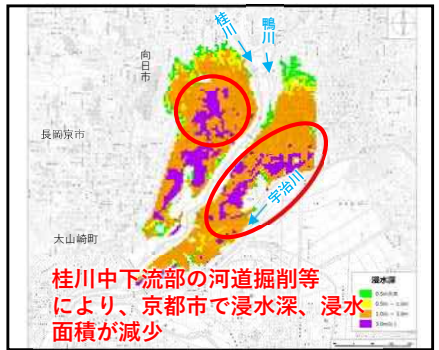 桂川
鴨川
向日市
長岡京市
宇治川
大山崎町
桂川中下流部の河道掘削等
により、京都市で浸水深、浸水
面積が減少
浸水深
0.5m未満
0.5m ～ 1.0m
1.0m ～ 3.0m
3.0m以上